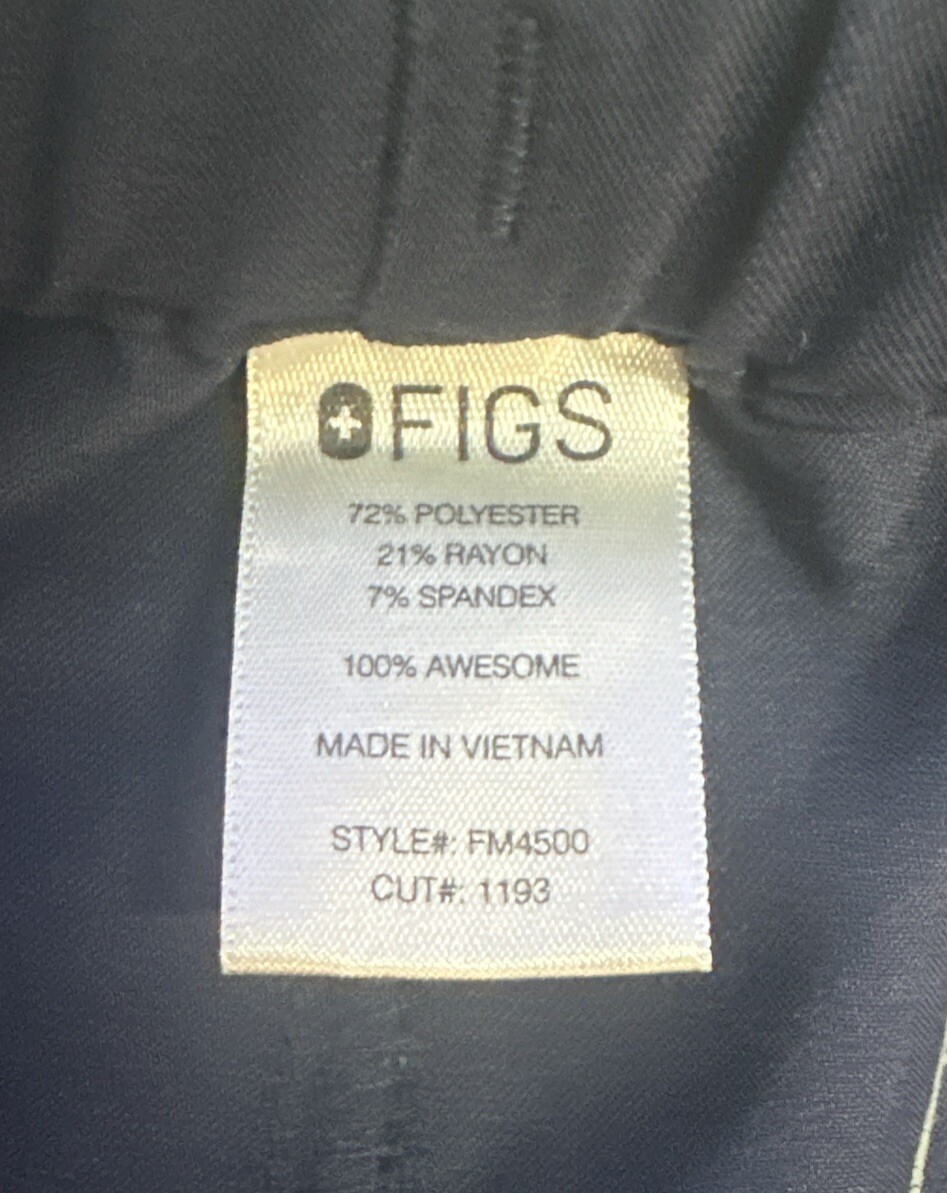 FIGS
72% POLYESTER
21% RAYON
7% SPANDEX
100% AWESOME
MADE IN VIETNAM
STYLE#: FM4500
CUT#: 1193